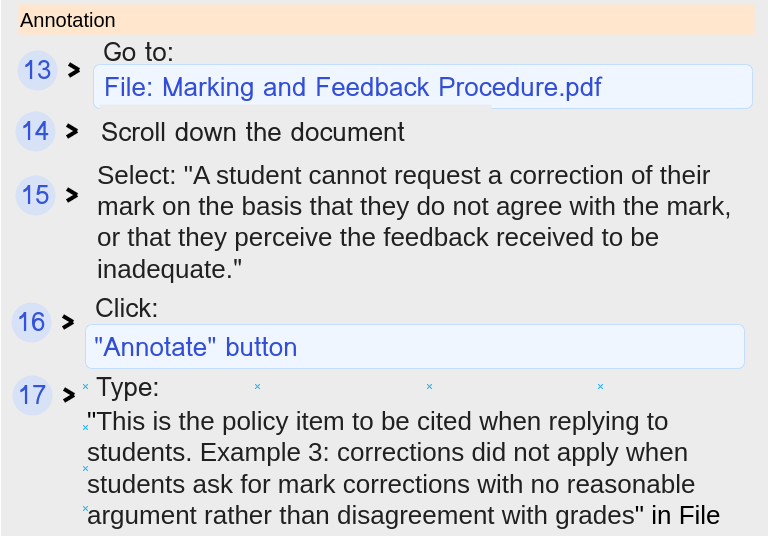 Annotation
Go to:
13 > File: Marking and Feedback Procedure.pdf
14 > Scroll down the document
Select: "A student cannot request a correction of their
15 > mark on the basis that they do not agree with the mark,
or that they perceive the feedback received to be
inadequate."
Click:
16 > "Annotate" button
17 > Type:
"This is the policy item to be cited when replying to
students. Example 3: corrections did not apply when
students ask for mark corrections with no reasonable
argument rather than disagreement with grades" in File